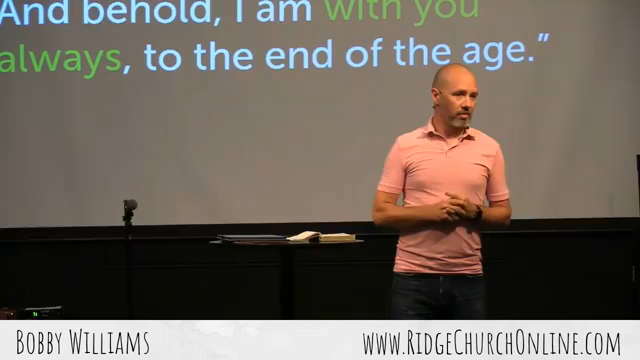 And behold, I am with you
always, to the end of the age.”
BOBBY WILLIAMS
WWW.RIDGECHURCHONLINE.COM